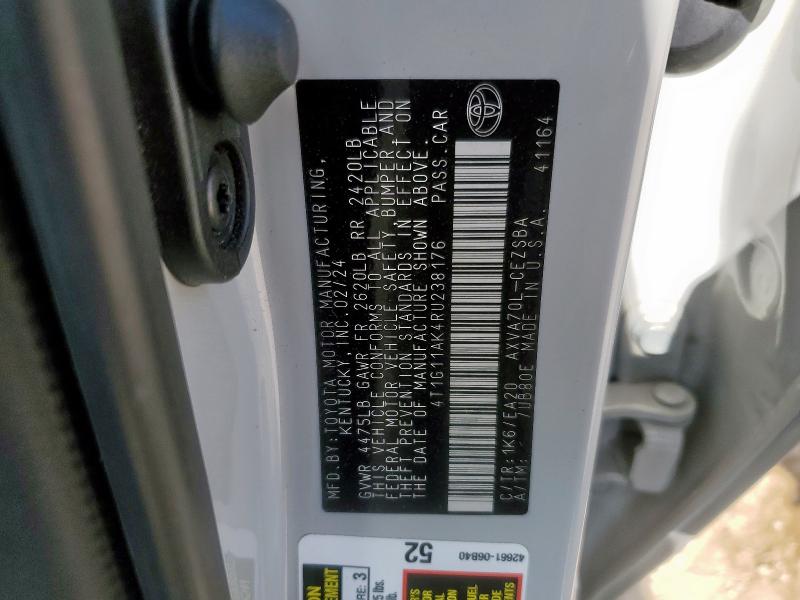 MFD.BY:TOYOTA MOTOR MANUFACTURING,
KENTUCKY, INC. 02/24
GVWR 4475LB GAWR FR 2620LB RR 2420LB
THIS VEHICLE CONFORMS TO ALL APPLICABLE
FEDERAL MOTOR VEHICLE SAFETY, BUMPER, AND
THEFT PREVENTION STANDARDS IN EFFECT ON
THE DATE OF MANUFACTURE SHOWN ABOVE.
4T1G11AK4RU238176 PASS.CAR
C/TR:1K6/EA20 AXVA70L-CEZSBA
A/TM: - /UB80E MADE IN U.S.A. 41164
52
42661-06B40